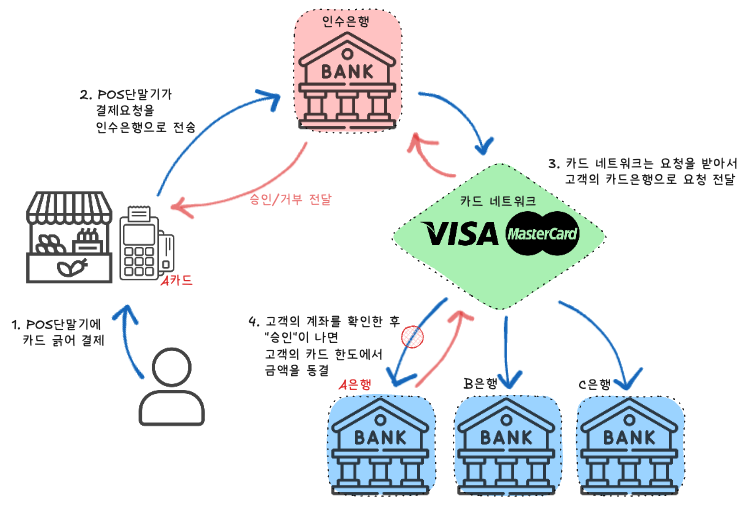 인수은행
BANK
2. POS단말기가
결제요청을
인수은행으로 전송
3. 카드 네트워크는 요청을 받아서
고객의 카드은행으로 요청 전달
승인/거부 전달
카드 네트워크
VISA MasterCard
A카드
1. POS단말기에
카드 긁어 결제
4. 고객의 계좌를 확인한 후
"승인"이 나면
고객의 카드 한도에서
금액을 동결
A은행
B은행
C은행
BANK
BANK
BANK